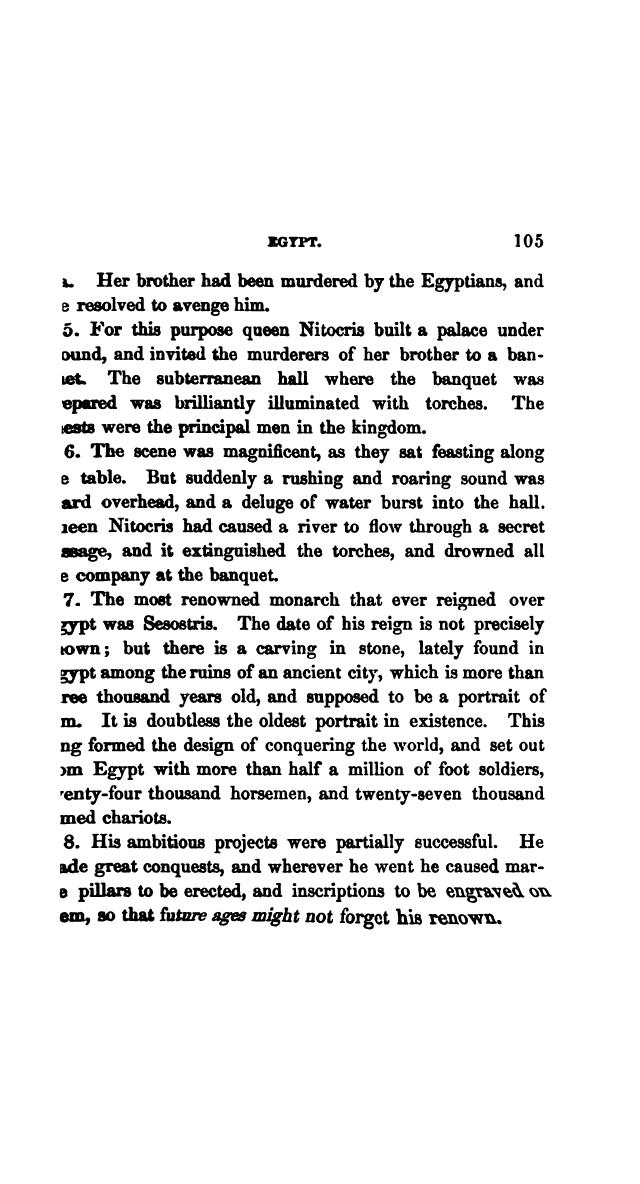 EGYPT. 105
Her brother had been murdered by the Egyptians, and
e resolved to avenge him.
5. For this purpose queen Nitocris built a palace under
ound, and invited the murderers of her brother to a ban-
et. The subterranean hall where the banquet was
epared was brilliantly illuminated with torches. The
ests were the principal men in the kingdom.
6. The scene was magnificent, as they sat feasting along
e table. But suddenly a rushing and roaring sound was
ard overhead, and a deluge of water burst into the hall.
een Nitocris had caused a river to flow through a secret
ssage, and it extinguished the torches, and drowned all
e company at the banquet.
7. The most renowned monarch that ever reigned over
gypt was Sesostris. The date of his reign is not precisely
own; but there is a carving in stone, lately found in
gypt among the ruins of an ancient city, which is more than
ree thousand years old, and supposed to be a portrait of
m. It is doubtless the oldest portrait in existence. This
ng formed the design of conquering the world, and set out
om Egypt with more than half a million of foot soldiers,
enty-four thousand horsemen, and twenty-seven thousand
med chariots.
8. His ambitious projects were partially successful. He
ade great conquests, and wherever he went he caused mar-
e pillars to be erected, and inscriptions to be engraved on
em, so that future ages might not forget his renown.